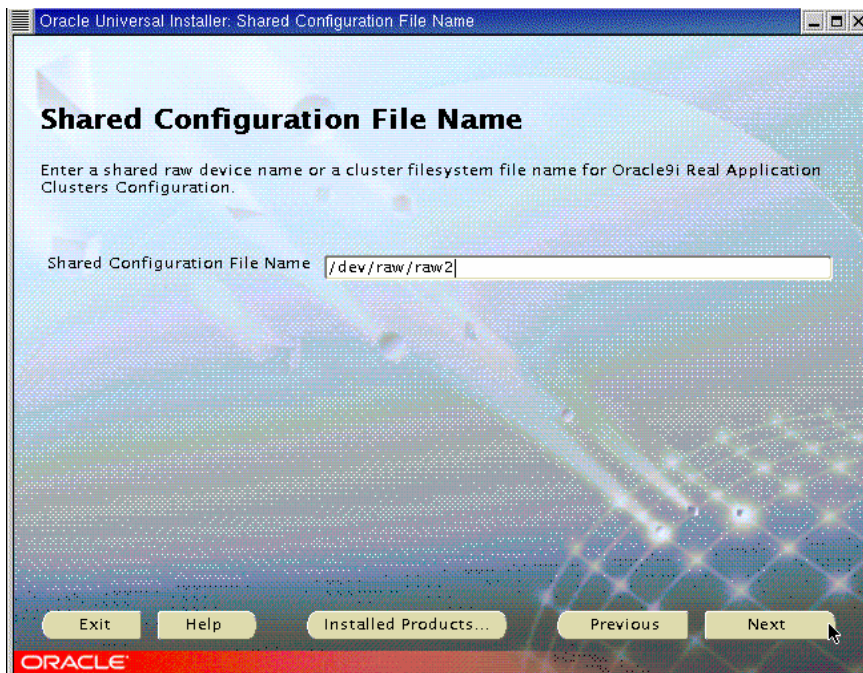 Oracle Universal Installer: Shared Configuration File Name
Shared Configuration File Name
Enter a shared raw device name or a cluster filesystem file name for Oracle9i Real Application
Clusters Configuration.
Shared Configuration File Name /dev/raw/raw2
Exit Help Installed Products... Previous Next
ORACLE